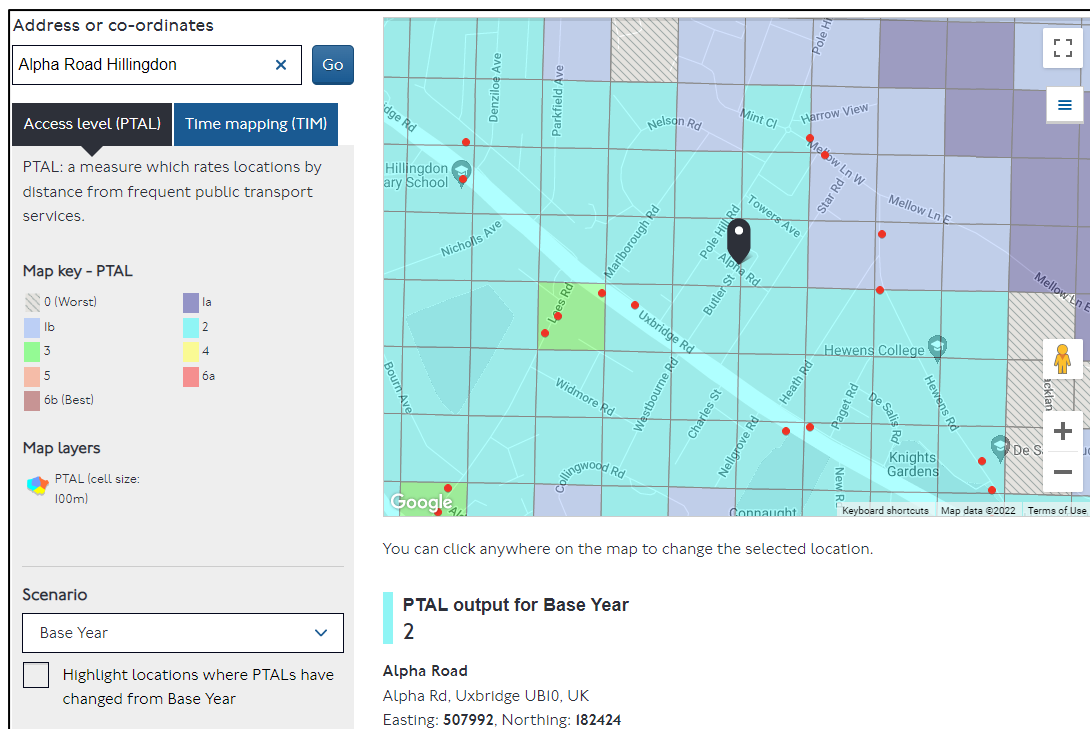 Address or co-ordinates
Alpha Road Hillingdon
×
Go
Access level (PTAL)
Time mapping (TIM)
PTAL: a measure which rates locations by
distance from frequent public transport
services.
Map key - PTAL
0 (Worst)
1a
1b
2
3
4
5
6a
6b (Best)
Map layers
PTAL (cell size:
100m)
Scenario
Base Year
Highlight locations where PTALs have
changed from Base Year
Denziloe Ave
Parkfield Ave
Pole H
Nelson Rd
Mint Cl
Harrow View
idge Rd
Mellow Ln W
Hillingdon
ary School
Star Rd
Mellow Ln E
Nicholls Ave
Marlborough Rd
Pole Hill Rd
Towers Ave
Alpha Rd
Butler St
Mellow Ln E
Lees Rd
Uxbridge Rd
Hewens College
Bourn Ave
Widmore Rd
Westbourne Rd
Charles St
Heath Rd
Paget Rd
De Salis Rd
Hewens Rd
Nellgrove Rd
Knights
Gardens
De S
Collingwood Rd
New R
Connaught
Google
Keyboard shortcuts
Map data ©2022
Terms of Use
You can click anywhere on the map to change the selected location.
PTAL output for Base Year
2
Alpha Road
Alpha Rd, Uxbridge UB10, UK
Easting: 507992, Northing: 182424